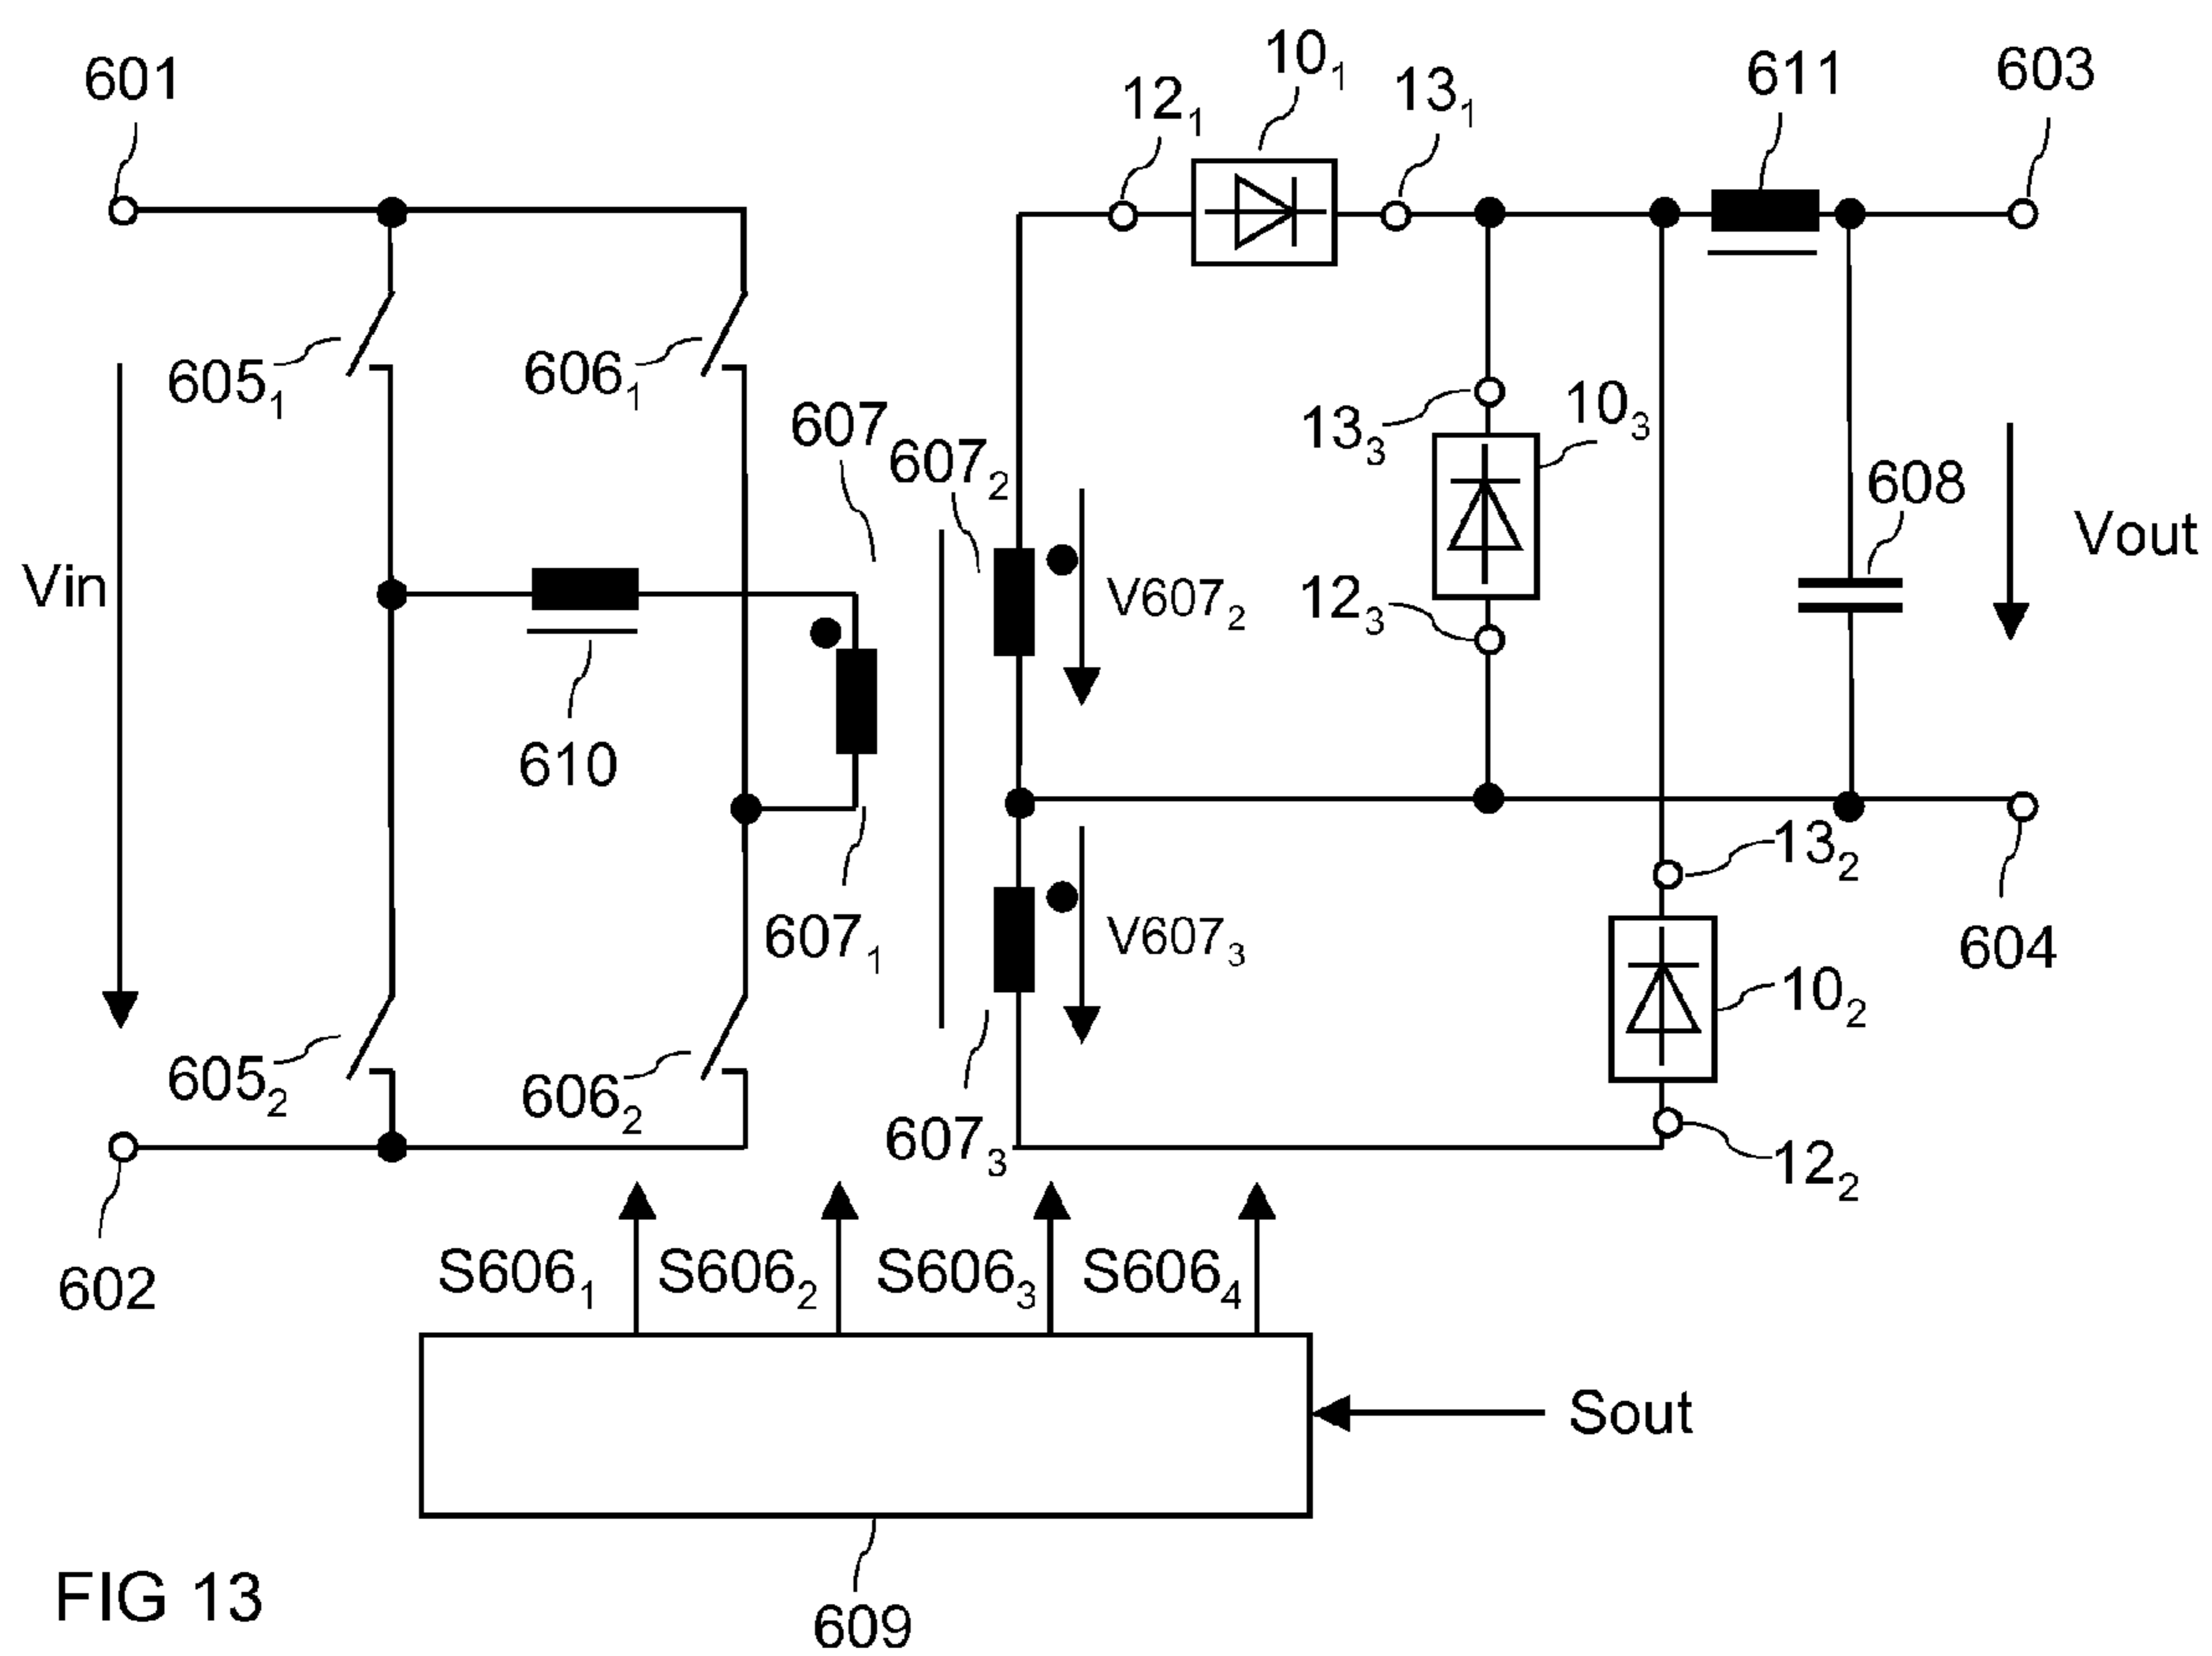 601
10₁
12₁
13₁
611
603
605₁
606₁
607
607₂
13₃
10₃
608
Vin
V607₂
12₃
Vout
610
607₁
V607₃
13₂
604
10₂
605₂
606₂
607₃
12₂
602
S606₁
S606₂
S606₃
S606₄
Sout
609
FIG 13